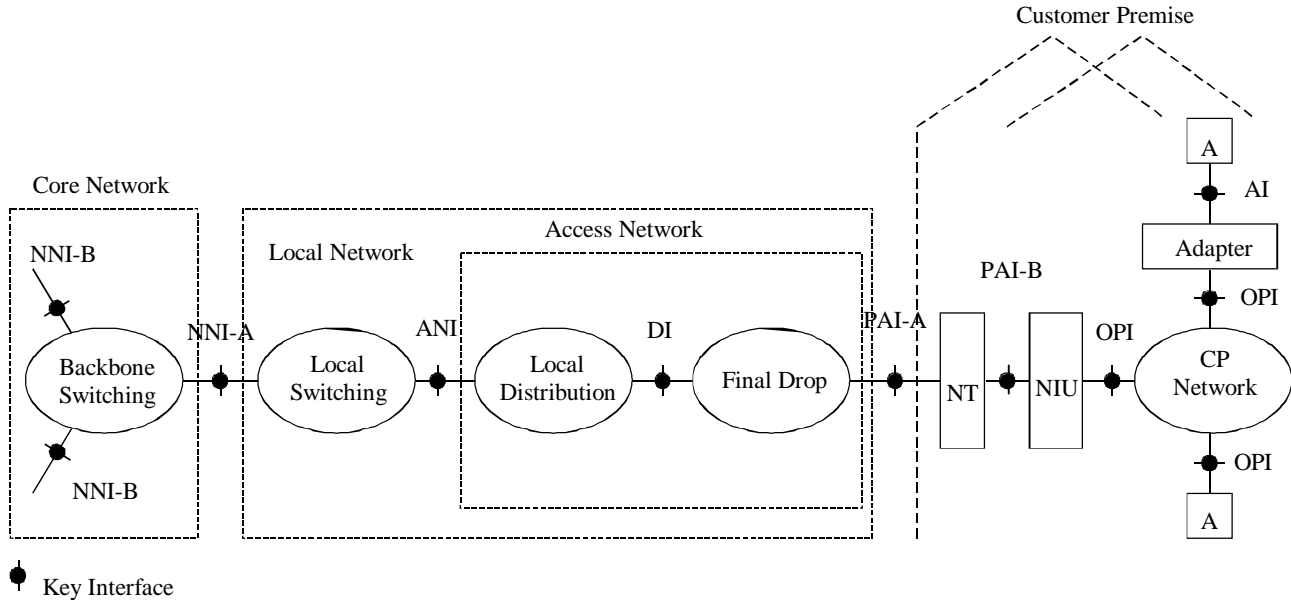 Customer Premise
A
AI
Core Network
Adapter
Access Network
Local Network
NNI-B
PAI-B
OPI
NNI-A
ANI
DI
PAI-A
OPI
Backbone
Switching
Local
Switching
Local
Distribution
Final Drop
NT
NIU
CP
Network
OPI
NNI-B
A
Key Interface